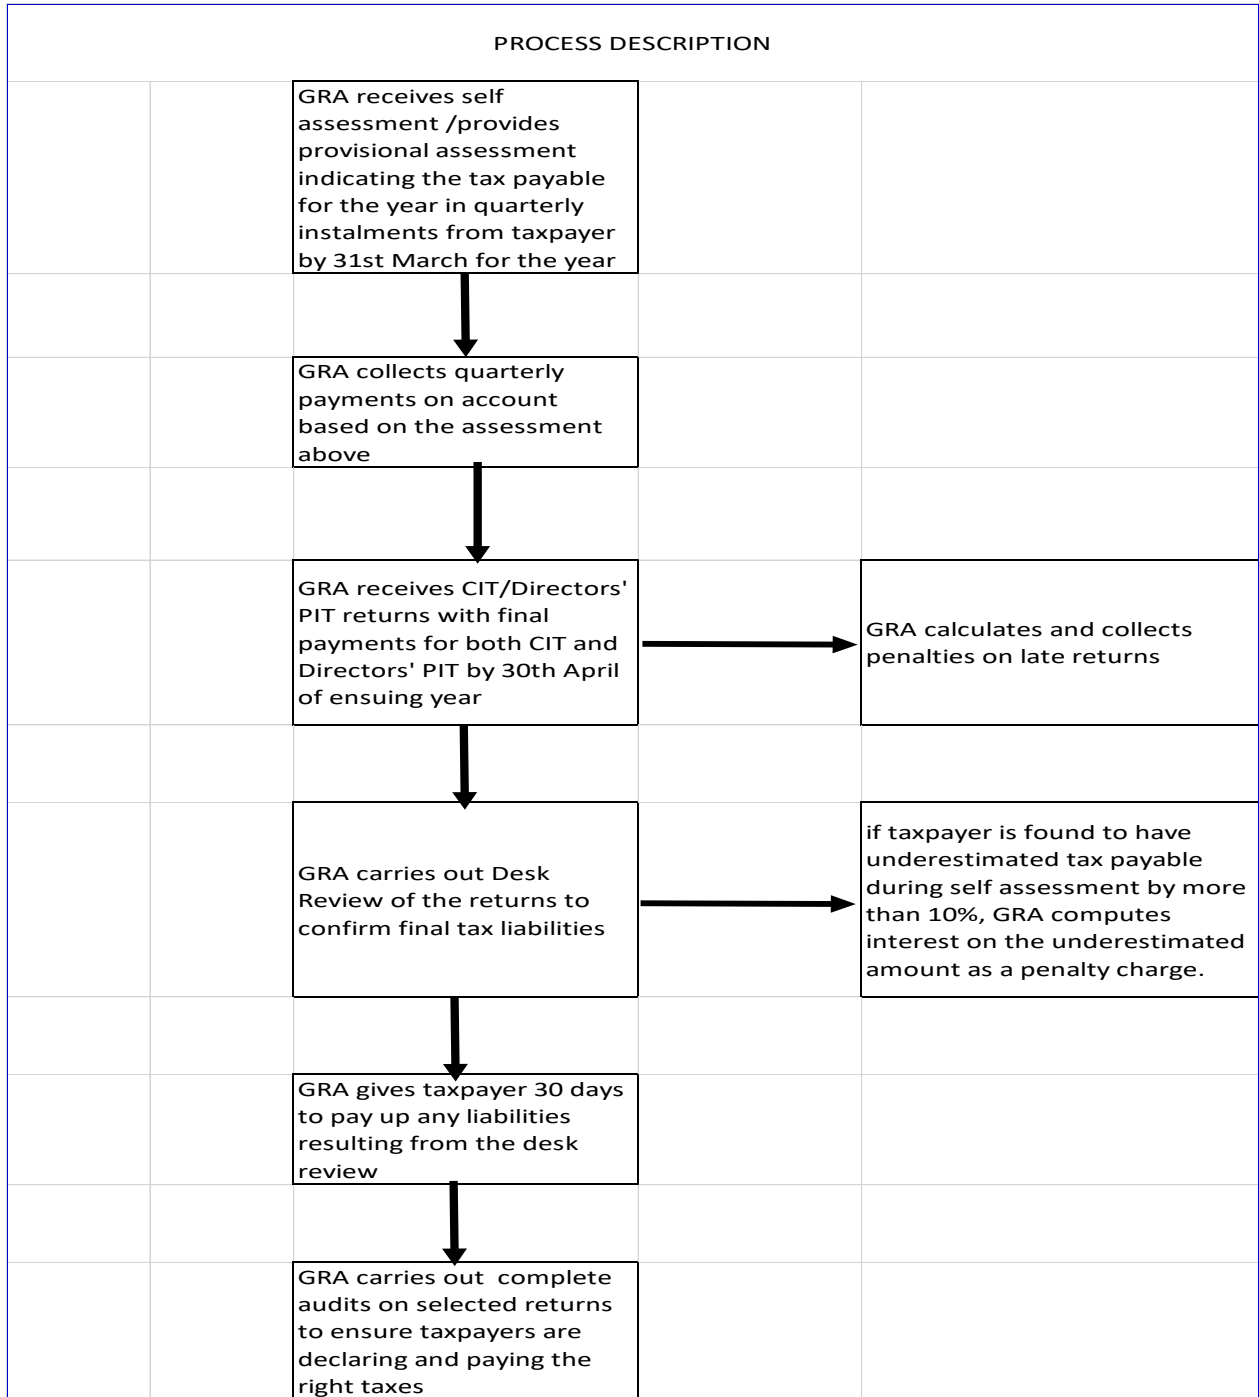 PROCESS DESCRIPTION
GRA receives self
assessment /provides
provisional assessment
indicating the tax payable
for the year in quarterly
instalments from taxpayer
by 31st March for the year
GRA collects quarterly
payments on account
based on the assessment
above
GRA receives CIT/Directors'
PIT returns with final
payments for both CIT and
Directors' PIT by 30th April
of ensuing year
GRA calculates and collects
penalties on late returns
GRA carries out Desk
Review of the returns to
confirm final tax liabilities
if taxpayer is found to have
underestimated tax payable
during self assessment by more
than 10%, GRA computes
interest on the underestimated
amount as a penalty charge.
GRA gives taxpayer 30 days
to pay up any liabilities
resulting from the desk
review
GRA carries out  complete
audits on selected returns
to ensure taxpayers are
declaring and paying the
right taxes